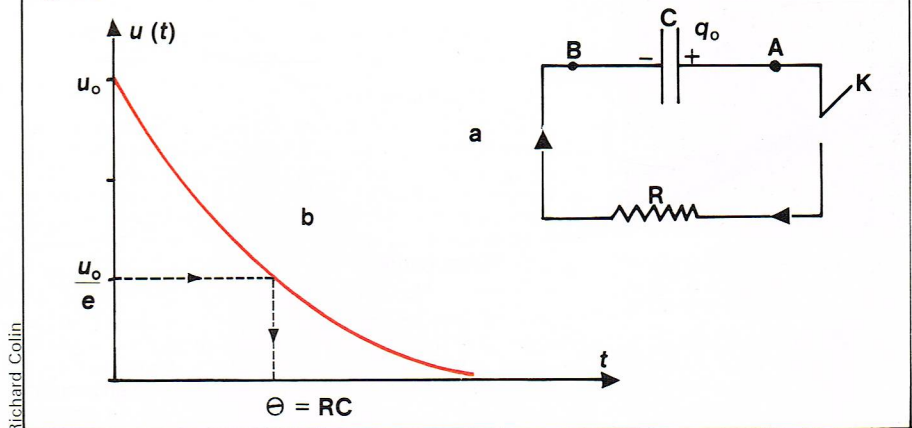 u (t)
u₀
u₀
e
b
t
Θ = RC
a
B
C
q₀
A
− +
K
R
Richard Colin